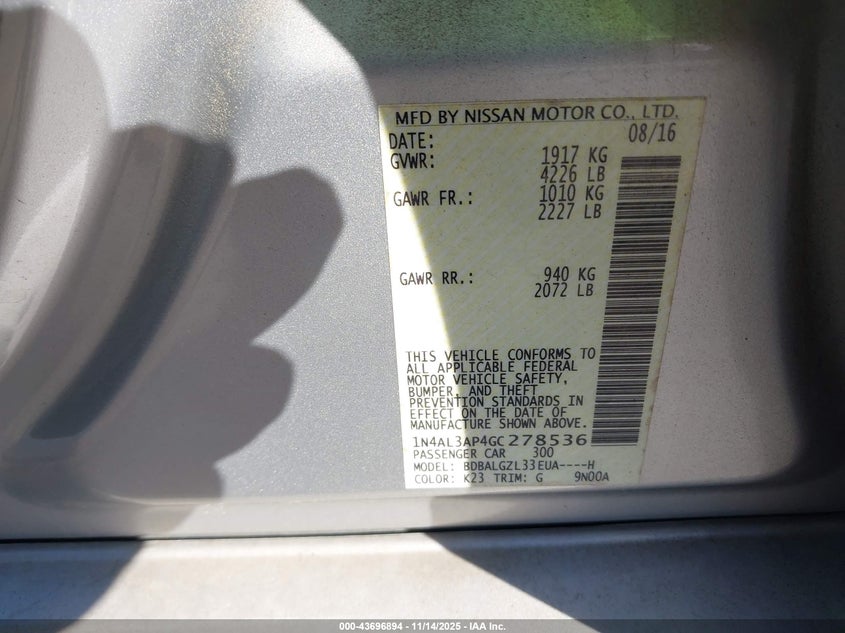 MFD BY NISSAN MOTOR CO., LTD.
DATE: 08/16
GVWR: 1917 KG
4226 LB
GAWR FR.: 1010 KG
2227 LB
GAWR RR.: 940 KG
2072 LB
THIS VEHICLE CONFORMS TO
ALL APPLICABLE FEDERAL
MOTOR VEHICLE SAFETY,
BUMPER, AND THEFT
PREVENTION STANDARDS IN
EFFECT ON THE DATE OF
MANUFACTURE SHOWN ABOVE.
1N4AL3AP4GC278536
PASSENGER CAR 300
MODEL: BDBALGZL33EUA----H
COLOR: K23 TRIM: G 9N00A
000-43696894 | 11/14/2025 | IAA Inc.